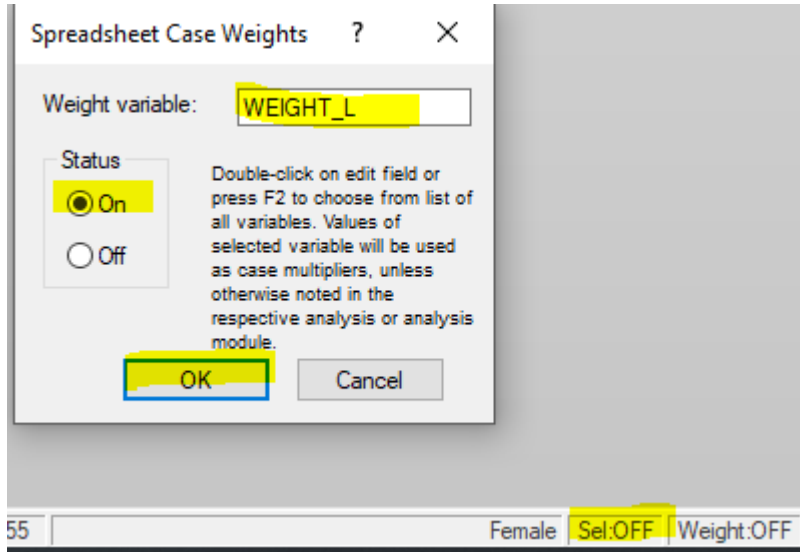 Spreadsheet Case Weights ?
Weight variable: WEIGHT_L
Status
On
Off
Double-click on edit field or
press F2 to choose from list of
all variables. Values of
selected variable will be used
as case multipliers, unless
otherwise noted in the
respective analysis or analysis
module.
OK Cancel
55 Female Sel:OFF Weight:OFF